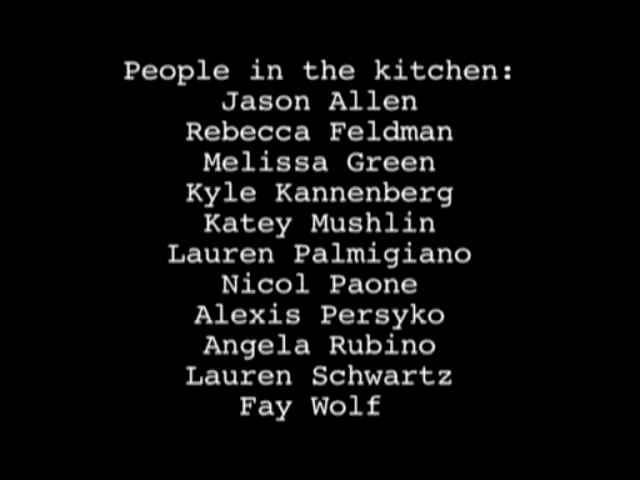 People in the kitchen:
Jason Allen
Rebecca Feldman
Melissa Green
Kyle Kannenberg
Katey Mushlin
Lauren Palmigiano
Nicol Paone
Alexis Persyko
Angela Rubino
Lauren Schwartz
Fay Wolf